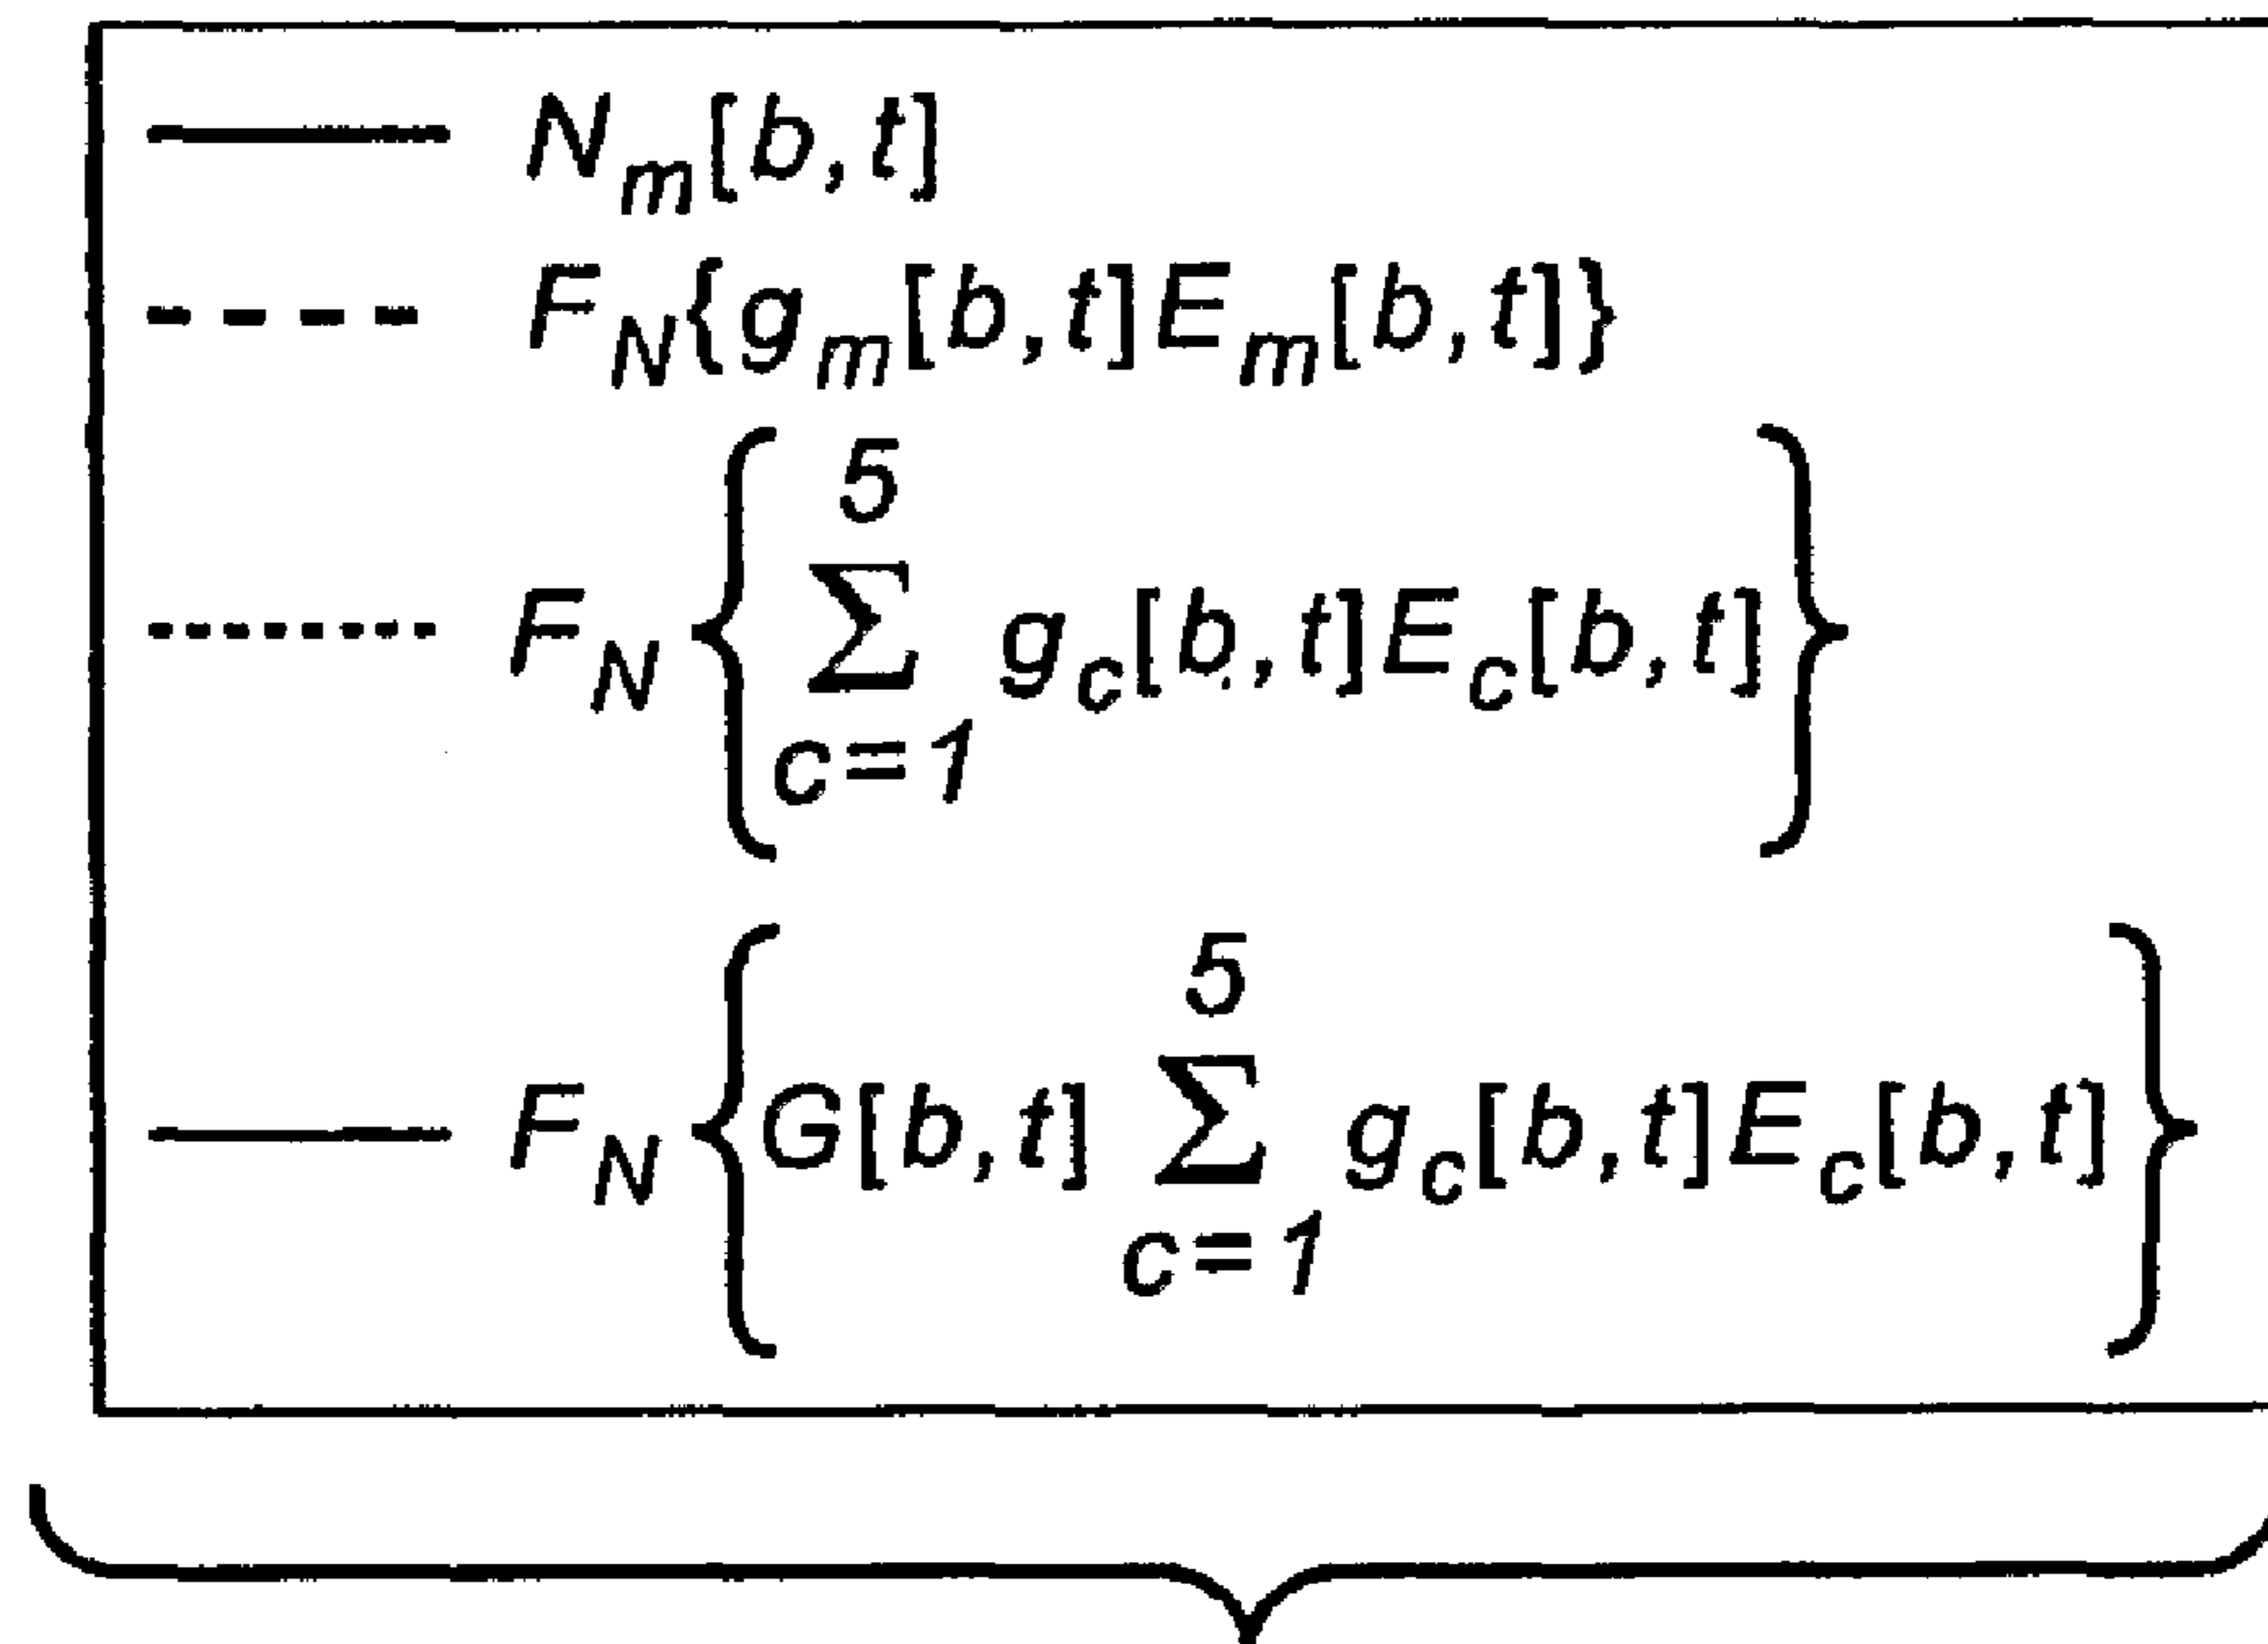 N_m[b,t]
F_N{g_m[b,t]E_m[b,t]}
F_N{∑_{c=1}^{5} g_c[b,t]E_c[b,t]}
F_N{G[b,t] ∑_{c=1}^{5} g_c[b,t]E_c[b,t]}